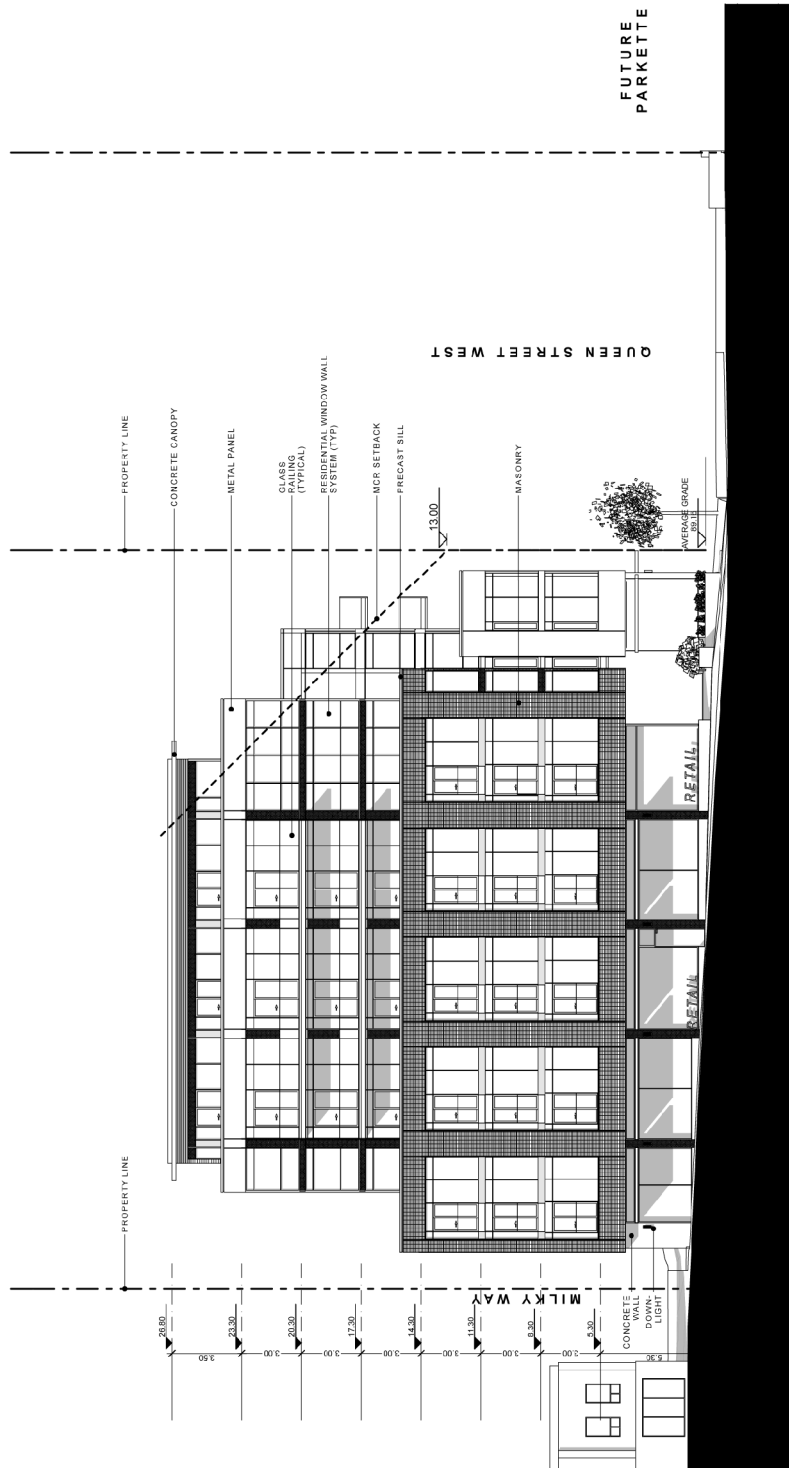 FUTURE
PARKETTE
QUEEN STREET WEST
PROPERTY LINE
CONCRETE CANOPY
METAL PANEL
GLASS
RAILING
(TYPICAL)
RESIDENTIAL WINDOW WALL
SYSTEM (TYP)
MCR SETBACK
PRECAST SILL
13.00
MASONRY
AVERAGE GRADE
RETAIL
RETAIL
PROPERTY LINE
MILKY WAY
CONCRETE
WALL
DOWN-
LIGHT
26.80
23.30
20.30
17.30
14.30
11.30
8.30
5.30
3.50
3.00
3.00
3.00
3.00
3.00
3.00
5.30